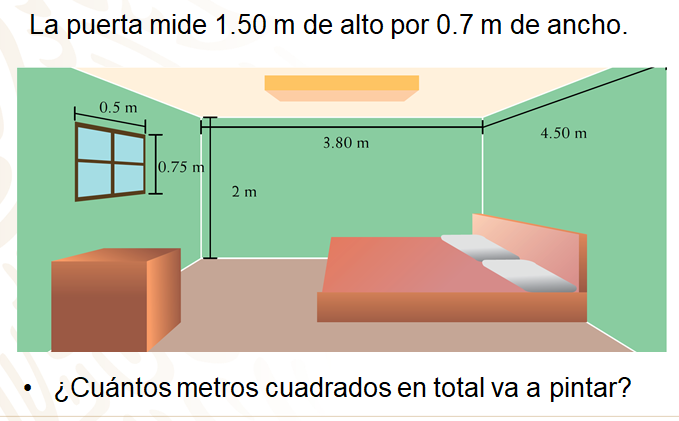 La puerta mide 1.50 m de alto por 0.7 m de ancho.
0.5 m
3.80 m
4.50 m
0.75 m
2 m
• ¿Cuántos metros cuadrados en total va a pintar?